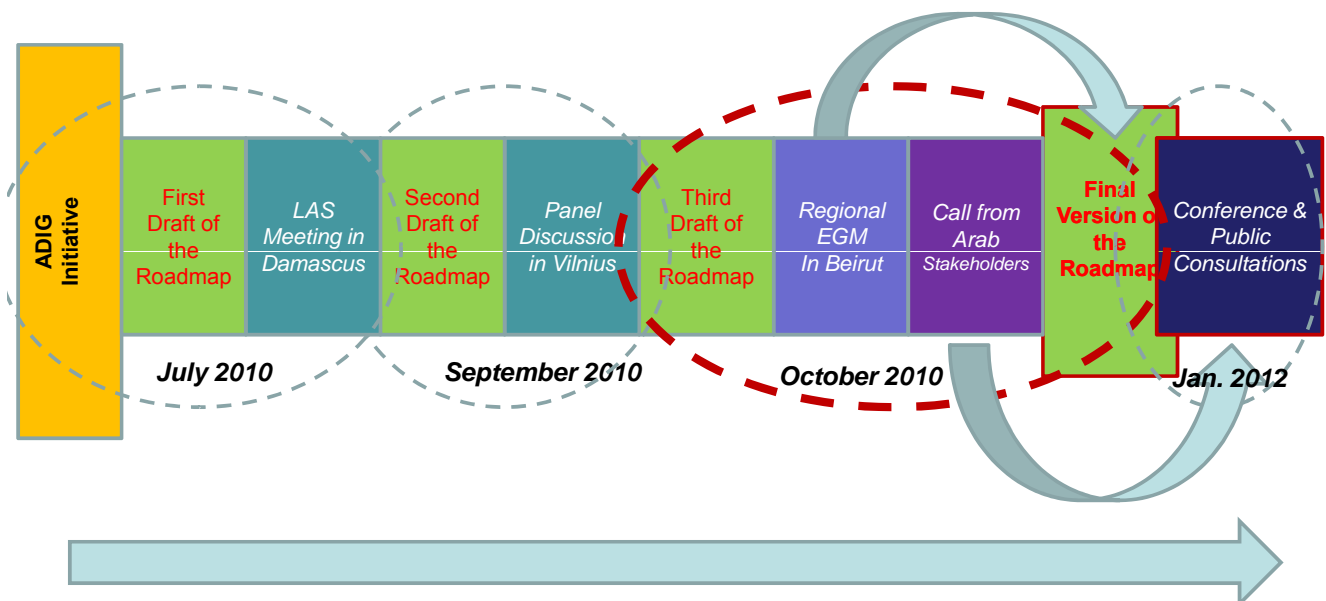 ADIG
Initiative
First
Draft of
the
Roadmap
LAS
Meeting in
Damascus
Second
Draft of
the
Roadmap
Panel
Discussion
in Vilnius
Third
Draft of
the
Roadmap
Regional
EGM
In Beirut
Call from
Arab
Stakeholders
Final
Version of
the
Roadmap
Conference &
Public
Consultations
July 2010
September 2010
October 2010
Jan. 2012